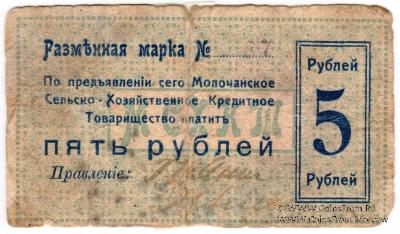 Размѣнная марка №
По предъявленіи сего Молочанское
Сельско-Хозяйственное Кредитное
Товарищество платитъ
пять рублей
Правленіе:
Рублей
5
Рублей